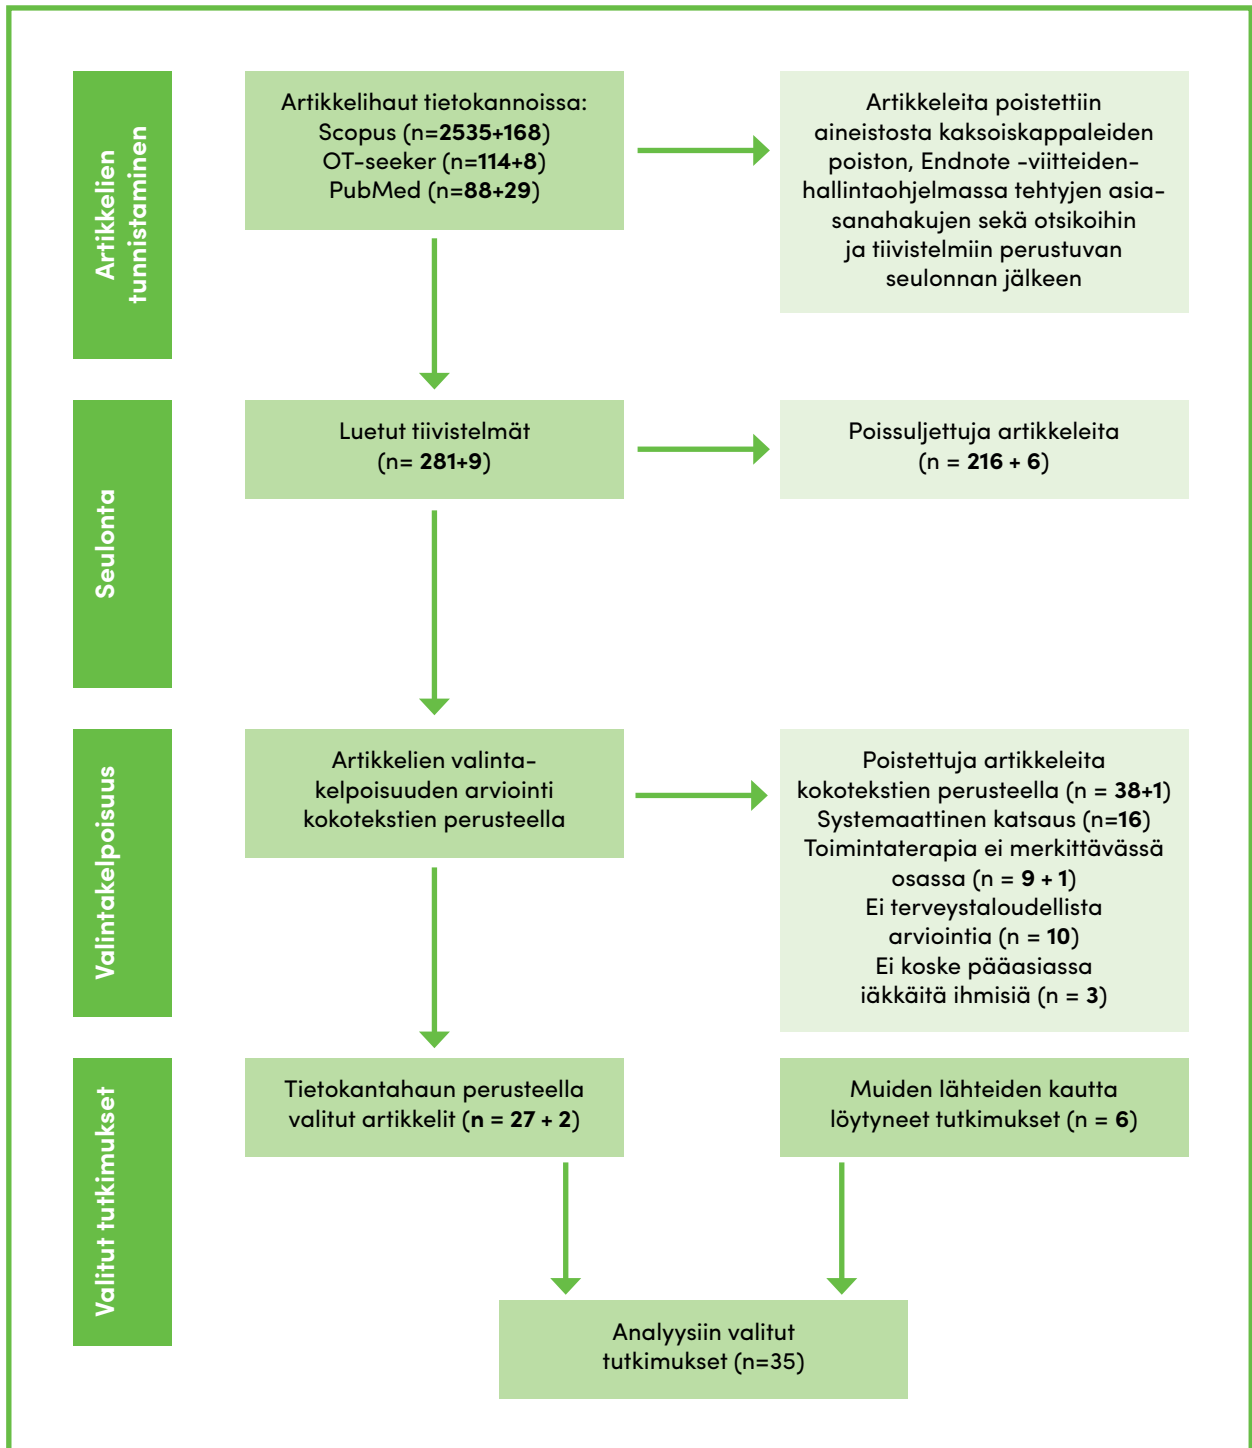 Artikkelien
tunnistaminen
Artikkelihaut tietokannoissa:
Scopus (n=2535+168)
OT-seeker (n=114+8)
PubMed (n=88+29)
Artikkeleita poistettiin
aineistosta kaksoiskappaleiden
poiston, Endnote -viitteiden-
hallintaohjelmassa tehtyjen asia-
sanahakujen sekä otsikoihin
ja tiivistelmiin perustuvan
seulonnan jälkeen
Seulonta
Luetut tiivistelmät
(n= 281+9)
Poissuljettuja artikkeleita
(n = 216 + 6)
Valintakelpoisuus
Artikkelien valinta-
kelpoisuuden arviointi
kokotekstien perusteella
Poistettuja artikkeleita
kokotekstien perusteella (n = 38+1)
Systemaattinen katsaus (n=16)
Toimintaterapia ei merkittävässä
osassa (n = 9 + 1)
Ei terveystaloudellista
arviointia (n = 10)
Ei koske pääasiassa
iäkkäitä ihmisiä (n = 3)
Valitut tutkimukset
Tietokantahaun perusteella
valitut artikkelit (n = 27 + 2)
Muiden lähteiden kautta
löytyneet tutkimukset (n = 6)
Analyysiin valitut
tutkimukset (n=35)